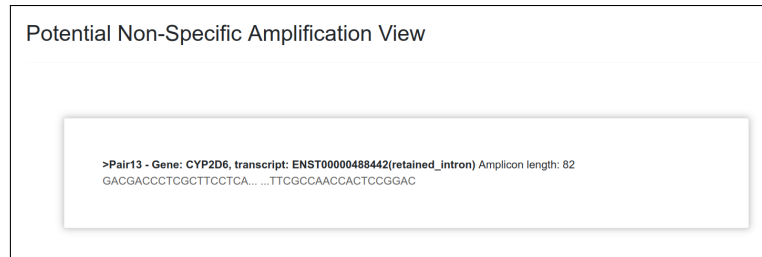 Potential Non-Specific Amplification View
>Pair13 - Gene: CYP2D6, transcript: ENST00000488442(retained_intron) Amplicon length: 82
GACGACCCTCGCTTCCTCA... ...TTCGCCAACCACTCCGGAC